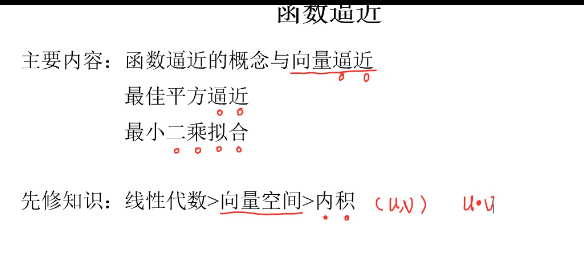 函数逼近
主要内容：函数逼近的概念与向量逼近
最佳平方逼近
最小二乘拟合
先修知识：线性代数>向量空间>内积 (u,v) u•v